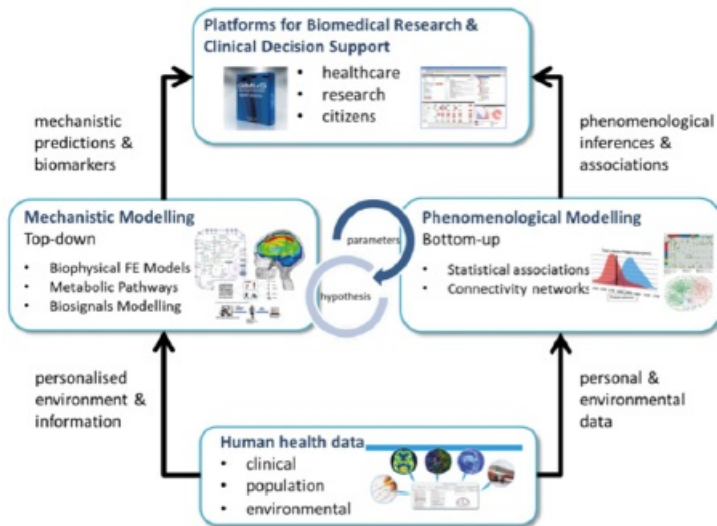 Platforms for Biomedical Research &
Clinical Decision Support
• healthcare
• research
• citizens
mechanistic
predictions &
biomarkers
phenomenological
inferences &
associations
Mechanistic Modelling
Top-down
• Biophysical FE Models
• Metabolic Pathways
• Biosignals Modelling
parameters
hypothesis
Phenomenological Modelling
Bottom-up
• Statistical associations
• Connectivity networks
personalised
environment &
information
personal &
environmental
data
Human health data
• clinical
• population
• environmental